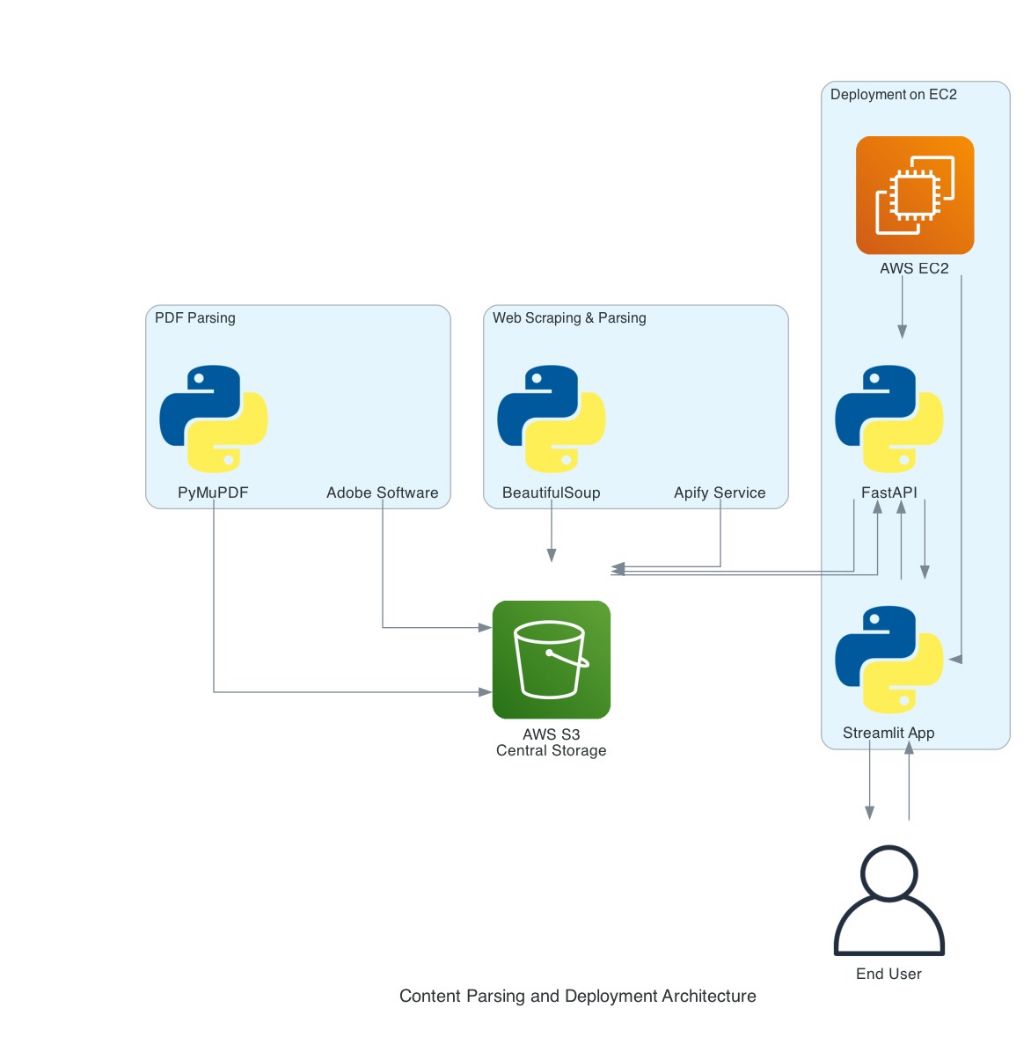 Deployment on EC2
AWS EC2
PDF Parsing
Web Scraping & Parsing
PyMuPDF
Adobe Software
BeautifulSoup
Apify Service
FastAPI
AWS S3
Central Storage
Streamlit App
End User
Content Parsing and Deployment Architecture